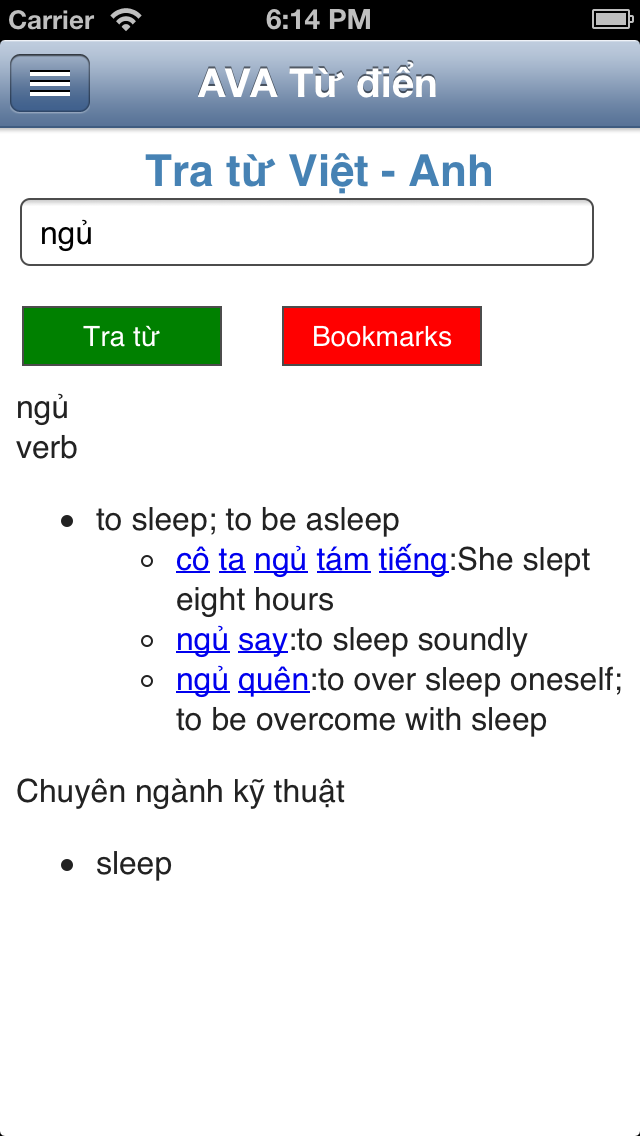 Carrier 6:14 PM
AVA Từ điển
Tra từ Việt - Anh
ngủ
Tra từ Bookmarks
ngủ
verb
to sleep; to be asleep
cô ta ngủ tám tiếng:She slept
eight hours
ngủ say:to sleep soundly
ngủ quên:to over sleep oneself;
to be overcome with sleep
Chuyên ngành kỹ thuật
sleep